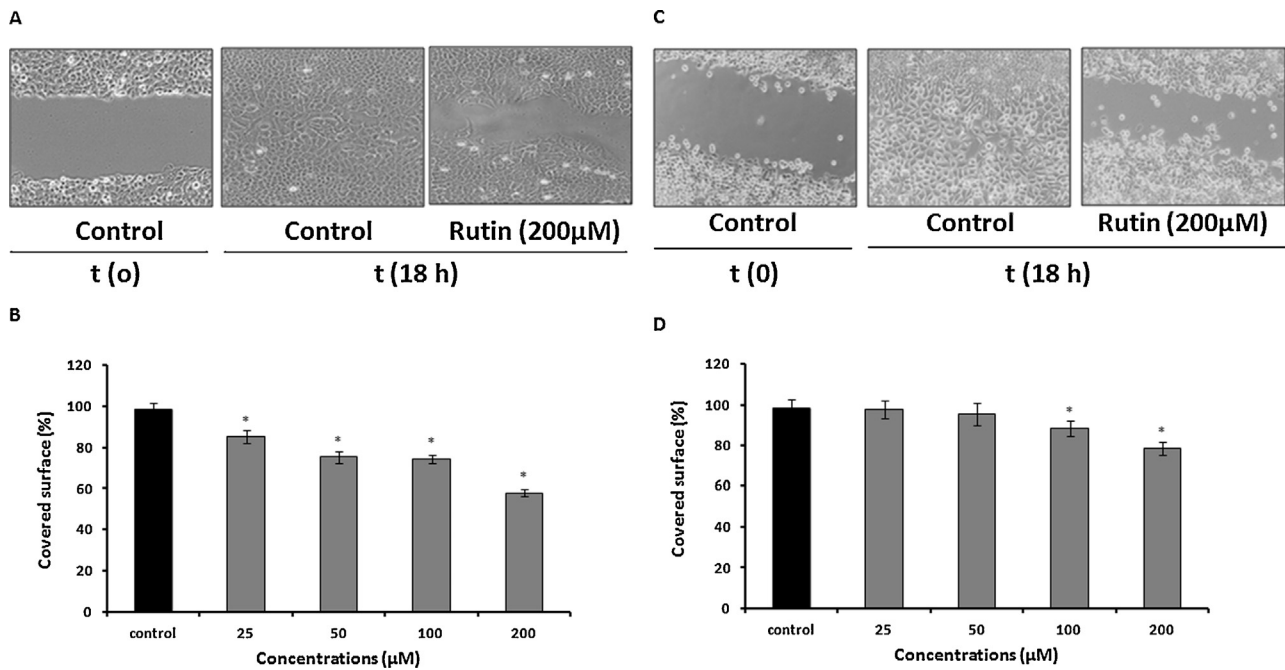 A
Control Control Rutin (200µM)
t (o) t (18 h)
C
Control Control Rutin (200µM)
t (0) t (18 h)
B
120
100
80
60
40
20
0
Covered surface (%)
* * * *
control 25 50 100 200
Concentrations (µM)
D
120
100
80
60
40
20
0
Covered surface (%)
* *
control 25 50 100 200
Concentrations (µM)